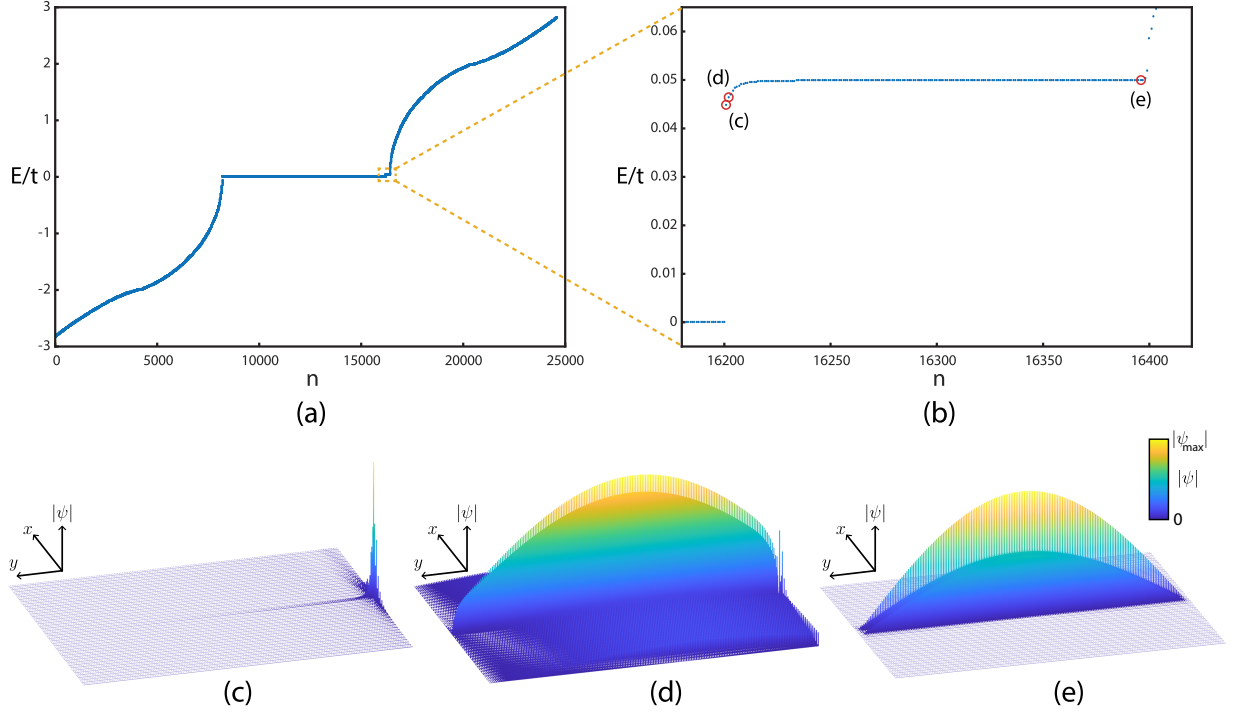 3
2
1
E/t 0
-1
-2
-3
0 5000 10000 15000 20000 25000
n
(a)
0.06
0.05
0.04
E/t 0.03
0.02
0.01
0
(d)
(c)
(e)
16200 16250 16300 16350 16400
n
(b)
|ψ|
x
y
(c)
|ψ|
x
y
(d)
|ψ|
x
y
(e)
|ψmax|
|ψ|
0